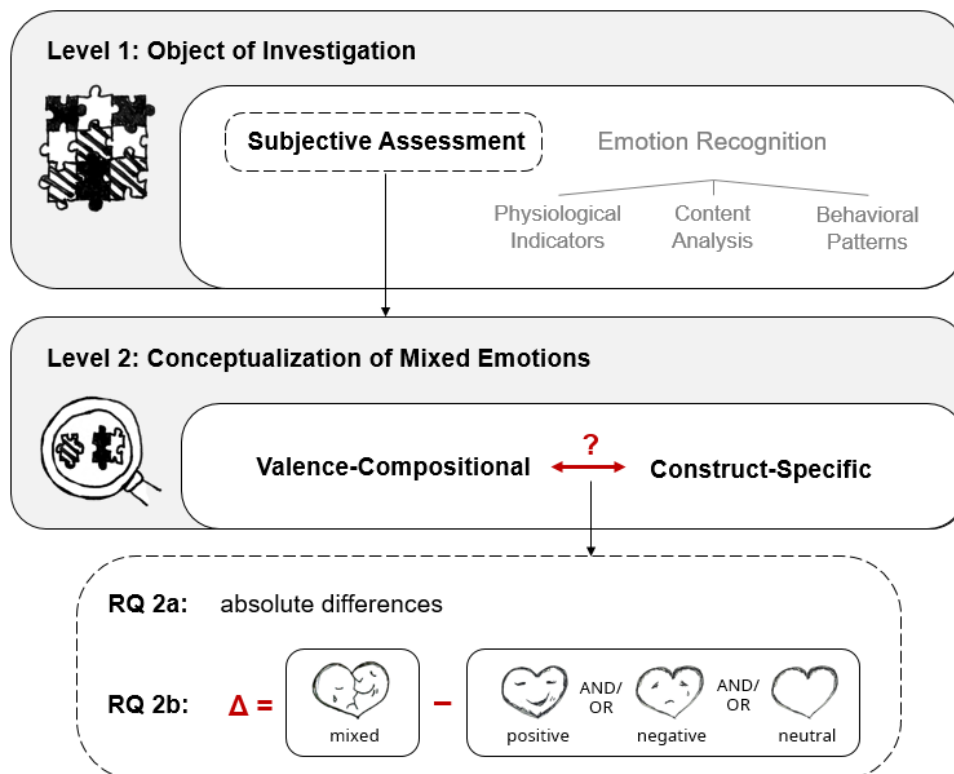 Level 1: Object of Investigation
Subjective Assessment
Emotion Recognition
Physiological
Indicators
Content
Analysis
Behavioral
Patterns
Level 2: Conceptualization of Mixed Emotions
?
Valence-Compositional
Construct-Specific
RQ 2a: absolute differences
RQ 2b: Δ = −
mixed
positive
AND/
OR
negative
AND/
OR
neutral